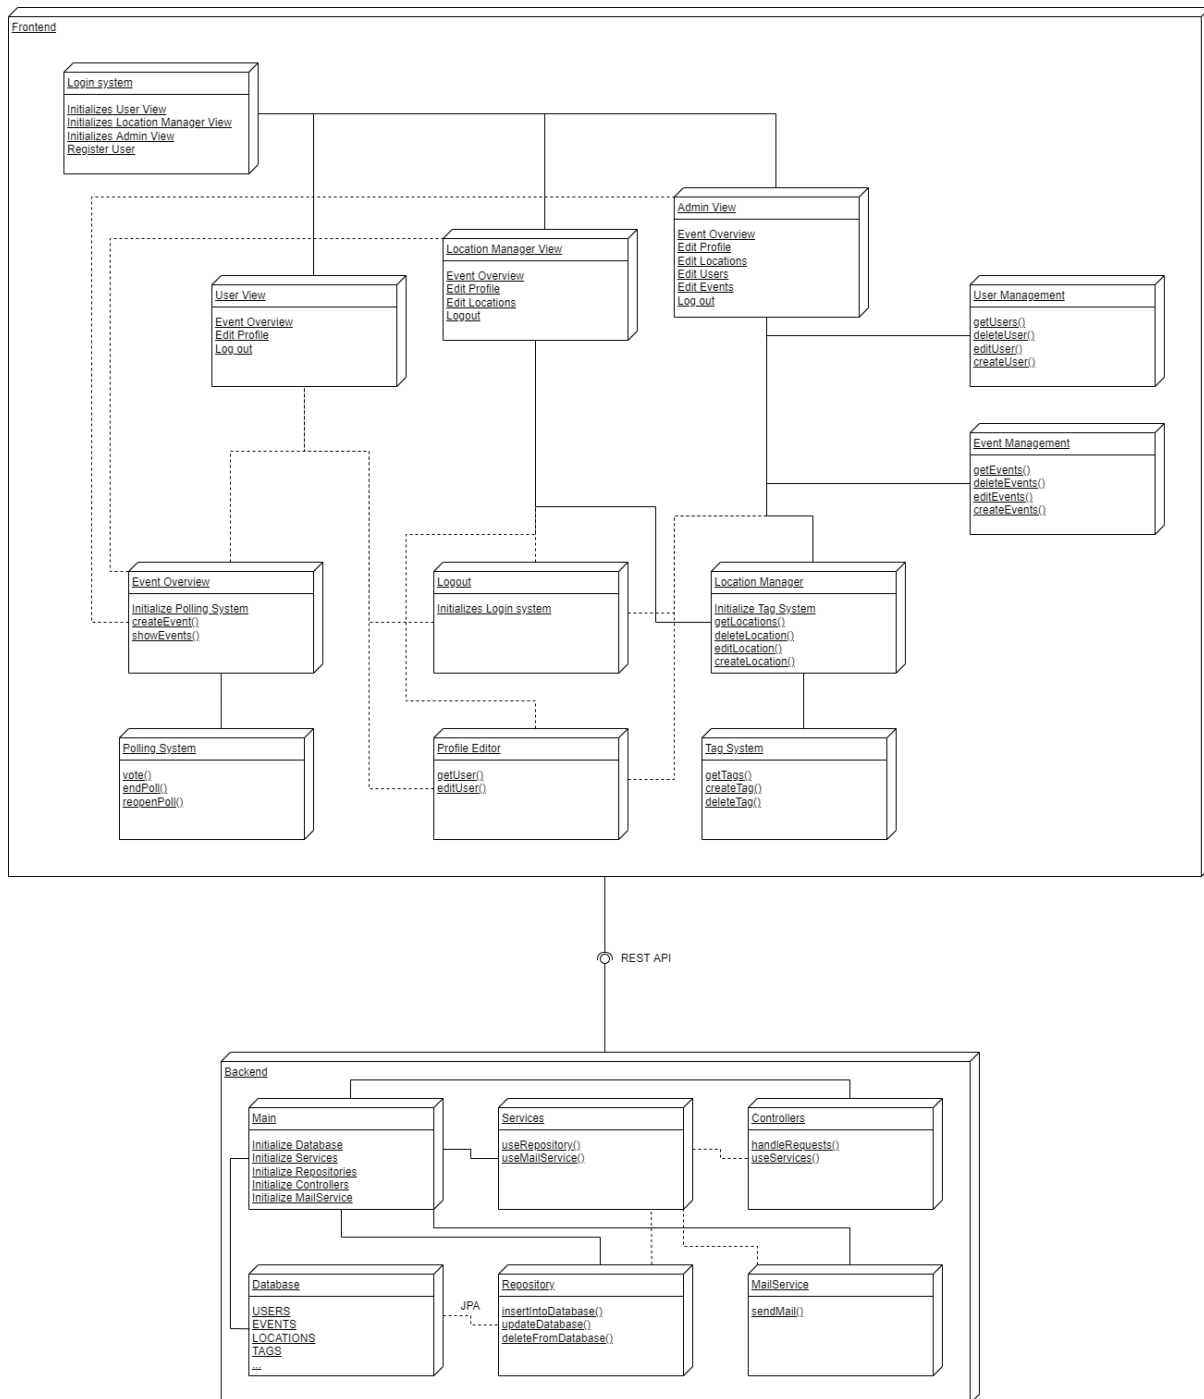 Frontend
Login system
Initializes User View
Initializes Location Manager View
Initializes Admin View
Register User
Admin View
Event Overview
Edit Profile
Edit Locations
Edit Users
Edit Events
Log out
Location Manager View
Event Overview
Edit Profile
Edit Locations
Logout
User View
Event Overview
Edit Profile
Log out
User Management
getUsers()
deleteUser()
editUser()
createUser()
Event Management
getEvents()
deleteEvents()
editEvents()
createEvents()
Event Overview
Initialize Polling System
createEvent()
showEvents()
Logout
Initializes Login system
Location Manager
Initialize Tag System
getLocations()
deleteLocation()
editLocation()
createLocation()
Polling System
vote()
endPoll()
reopenPoll()
Profile Editor
getUser()
editUser()
Tag System
getTags()
createTag()
deleteTag()
REST API
Backend
Main
Initialize Database
Initialize Services
Initialize Repositories
Initialize Controllers
Initialize MailService
Services
useRepository()
useMailService()
Controllers
handleRequests()
useServices()
Database
USERS
EVENTS
LOCATIONS
TAGS
...
JPA
Repository
insertIntoDatabase()
updateDatabase()
deleteFromDatabase()
MailService
sendMail()